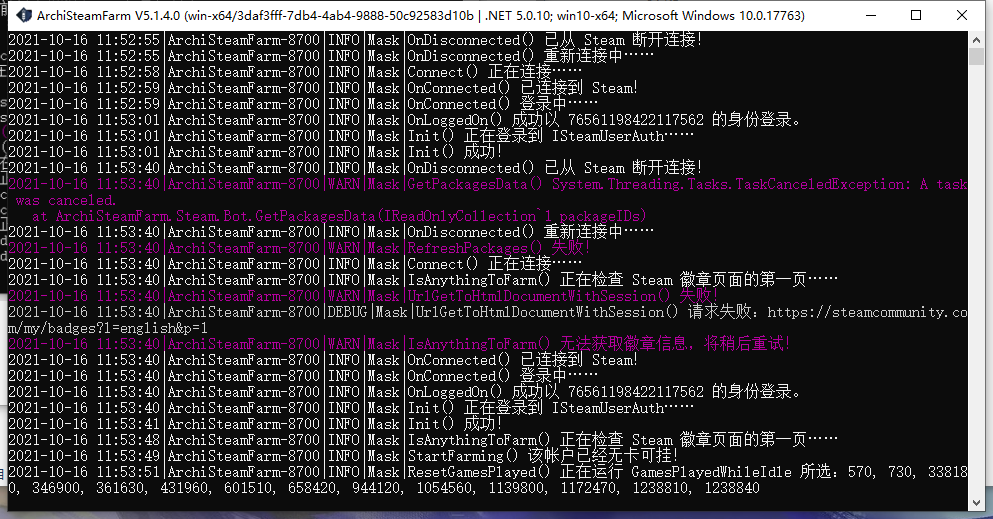 ArchiSteamFarm V5.1.4.0 (win-x64/3daf3fff-7db4-4ab4-9888-50c92583d10b | .NET 5.0.10; win10-x64; Microsoft Windows 10.0.17763)
2021-10-16 11:52:55|ArchiSteamFarm-8700|INFO|Mask|OnDisconnected() 已从 Steam 断开连接!
2021-10-16 11:52:55|ArchiSteamFarm-8700|INFO|Mask|OnDisconnected() 重新连接中……
2021-10-16 11:52:58|ArchiSteamFarm-8700|INFO|Mask|Connect() 正在连接……
2021-10-16 11:52:59|ArchiSteamFarm-8700|INFO|Mask|OnConnected() 已连接到 Steam!
2021-10-16 11:52:59|ArchiSteamFarm-8700|INFO|Mask|OnConnected() 登录中……
2021-10-16 11:53:01|ArchiSteamFarm-8700|INFO|Mask|OnLoggedOn() 成功以 76561198422117562 的身份登录。
2021-10-16 11:53:01|ArchiSteamFarm-8700|INFO|Mask|Init() 正在登录到 ISteamUserAuth……
2021-10-16 11:53:01|ArchiSteamFarm-8700|INFO|Mask|Init() 成功!
2021-10-16 11:53:40|ArchiSteamFarm-8700|INFO|Mask|OnDisconnected() 已从 Steam 断开连接!
2021-10-16 11:53:40|ArchiSteamFarm-8700|WARN|Mask|GetPackagesData() System.Threading.Tasks.TaskCanceledException: A task
was canceled.
at ArchiSteamFarm.Steam.Bot.GetPackagesData(IReadOnlyCollection`1 packageIDs)
2021-10-16 11:53:40|ArchiSteamFarm-8700|INFO|Mask|OnDisconnected() 重新连接中……
2021-10-16 11:53:40|ArchiSteamFarm-8700|WARN|Mask|RefreshPackages() 失败!
2021-10-16 11:53:40|ArchiSteamFarm-8700|INFO|Mask|Connect() 正在连接……
2021-10-16 11:53:40|ArchiSteamFarm-8700|INFO|Mask|IsAnythingToFarm() 正在检查 Steam 徽章页面的第一页……
2021-10-16 11:53:40|ArchiSteamFarm-8700|WARN|Mask|UrlGetToHtmlDocumentWithSession() 失败!
2021-10-16 11:53:40|ArchiSteamFarm-8700|DEBUG|Mask|UrlGetToHtmlDocumentWithSession() 请求失败：https://steamcommunity.co
m/my/badges?l=english&p=1
2021-10-16 11:53:40|ArchiSteamFarm-8700|WARN|Mask|IsAnythingToFarm() 无法获取徽章信息，将稍后重试!
2021-10-16 11:53:40|ArchiSteamFarm-8700|INFO|Mask|OnConnected() 已连接到 Steam!
2021-10-16 11:53:40|ArchiSteamFarm-8700|INFO|Mask|OnConnected() 登录中……
2021-10-16 11:53:40|ArchiSteamFarm-8700|INFO|Mask|OnLoggedOn() 成功以 76561198422117562 的身份登录。
2021-10-16 11:53:40|ArchiSteamFarm-8700|INFO|Mask|Init() 正在登录到 ISteamUserAuth……
2021-10-16 11:53:41|ArchiSteamFarm-8700|INFO|Mask|Init() 成功!
2021-10-16 11:53:48|ArchiSteamFarm-8700|INFO|Mask|IsAnythingToFarm() 正在检查 Steam 徽章页面的第一页……
2021-10-16 11:53:49|ArchiSteamFarm-8700|INFO|Mask|StartFarming() 该帐户已经无卡可挂!
2021-10-16 11:53:51|ArchiSteamFarm-8700|INFO|Mask|ResetGamesPlayed() 正在运行 GamesPlayedWhileIdle 所选：570, 730, 33818
0, 346900, 361630, 431960, 601510, 658420, 944120, 1054560, 1139800, 1172470, 1238810, 1238840